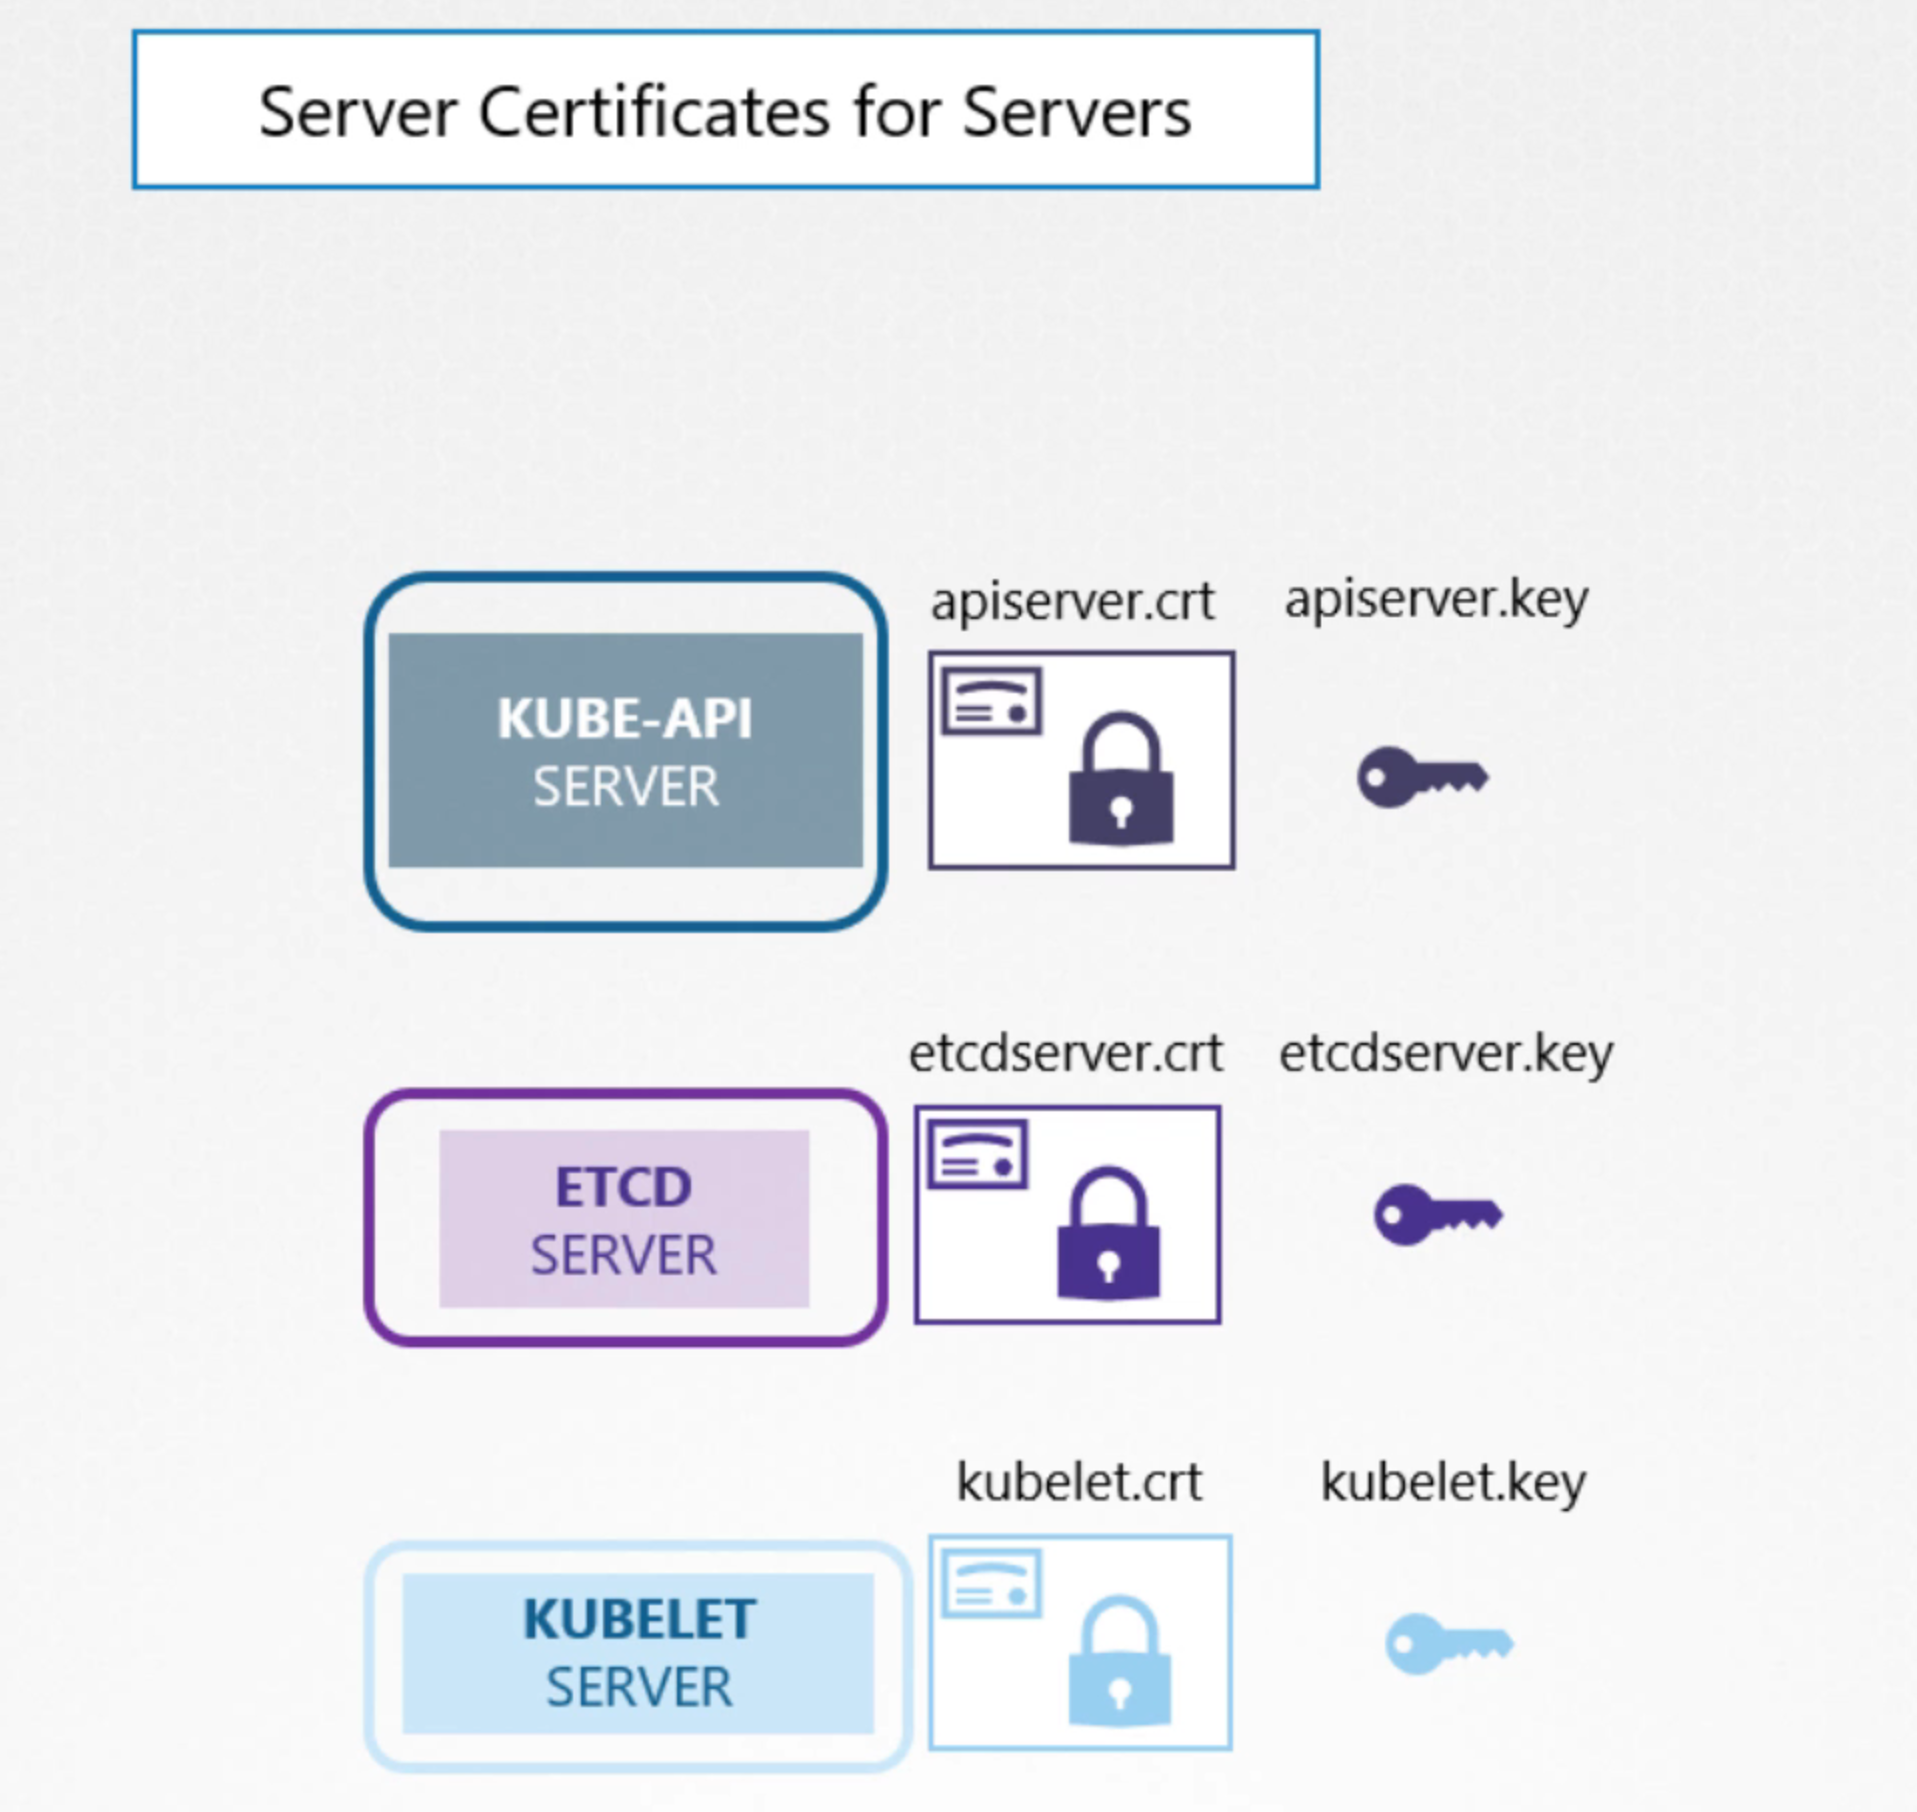 Server Certificates for Servers
apiserver.crt apiserver.key
KUBE-API
SERVER
etcdserver.crt etcdserver.key
ETCD
SERVER
kubelet.crt kubelet.key
KUBELET
SERVER